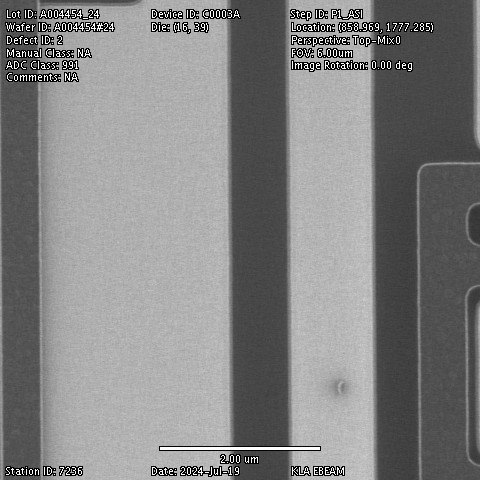 Lot ID: A004454_24
Device ID: C0003A
Step ID: P1_ASI
Wafer ID: A004454#24
Die: (16, 39)
Location: (858.969, 1777.285)
Defect ID: 2
Perspective: Top-Mix0
Manual Class: NA
FOV: 6.00um
ADC Class: 991
Image Rotation: 0.00 deg
Comments: NA
2.00 um
Station ID: 7236
Date: 2024-Jul-19
KLA EBEAM